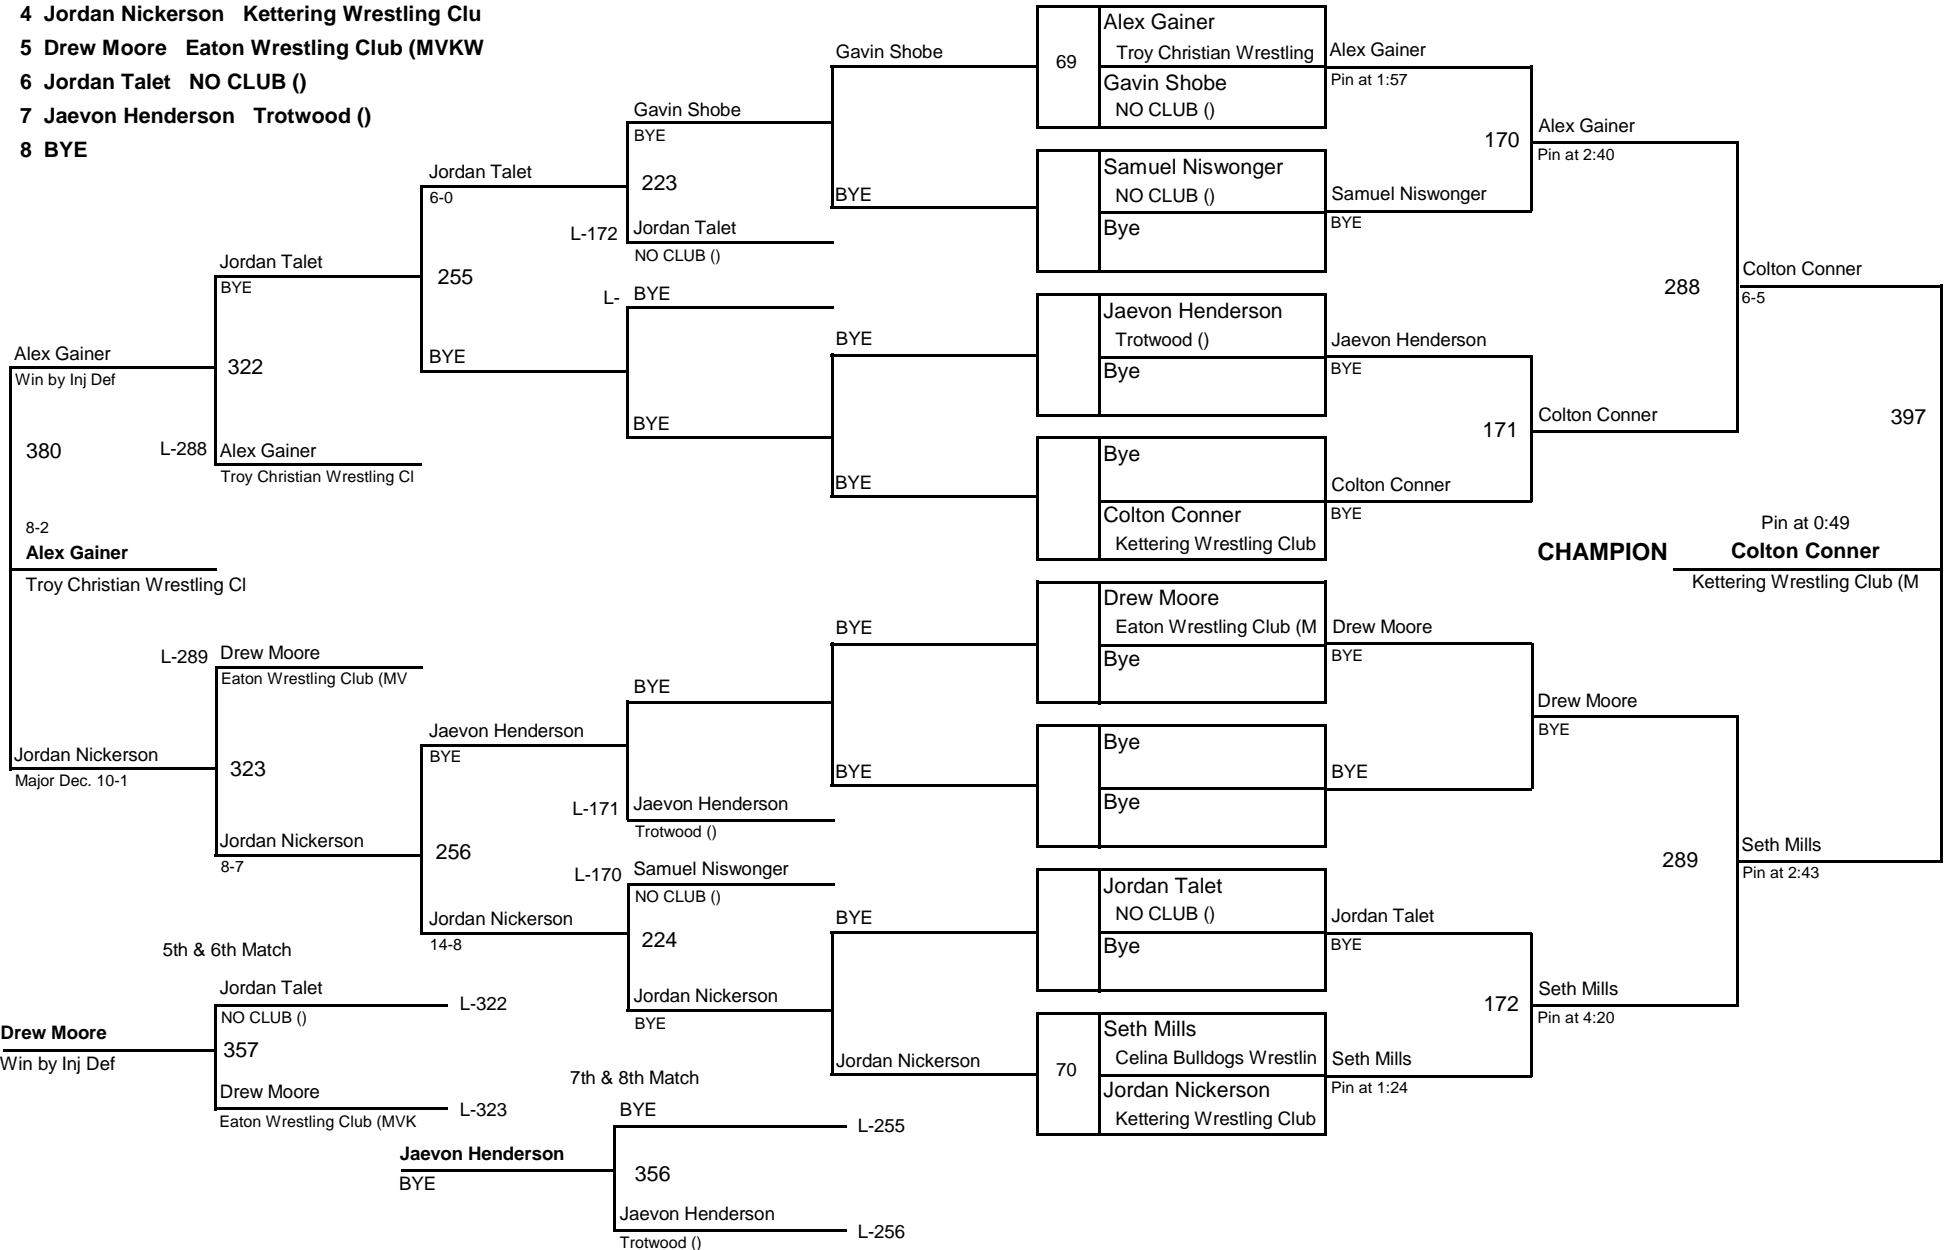 4 Jordan Nickerson Kettering Wrestling Clu
5 Drew Moore Eaton Wrestling Club (MVKW
6 Jordan Talet NO CLUB ()
7 Jaevon Henderson Trotwood ()
8 BYE
Alex Gainer
Win by Inj Def
380
8-2
Alex Gainer
Troy Christian Wrestling Cl
Jordan Nickerson
Major Dec. 10-1
Jordan Talet
BYE
322
L-288 Alex Gainer
Troy Christian Wrestling Cl
L-289 Drew Moore
Eaton Wrestling Club (MV
323
Jordan Nickerson
8-7
5th & 6th Match
Jordan Talet
L-322
NO CLUB ()
Drew Moore
Win by Inj Def
357
Drew Moore
L-323
Eaton Wrestling Club (MVK
Jordan Talet
6-0
255
BYE
Jaevon Henderson
BYE
256
Jordan Nickerson
14-8
7th & 8th Match
BYE
L-255
Jaevon Henderson
BYE
356
Jaevon Henderson
L-256
Trotwood ()
Gavin Shobe
BYE
223
L-172 Jordan Talet
NO CLUB ()
L- BYE
BYE
BYE
L-171 Jaevon Henderson
Trotwood ()
L-170 Samuel Niswonger
NO CLUB ()
224
Jordan Nickerson
BYE
Gavin Shobe
BYE
BYE
BYE
BYE
BYE
BYE
Jordan Nickerson
69
Alex Gainer
Troy Christian Wrestling
Gavin Shobe
NO CLUB ()
Samuel Niswonger
NO CLUB ()
Bye
Jaevon Henderson
Trotwood ()
Bye
Bye
Colton Conner
Kettering Wrestling Club
Drew Moore
Eaton Wrestling Club (M
Bye
Bye
Bye
Jordan Talet
NO CLUB ()
Bye
70
Seth Mills
Celina Bulldogs Wrestlin
Jordan Nickerson
Kettering Wrestling Club
Alex Gainer
Pin at 1:57
170
Samuel Niswonger
BYE
Jaevon Henderson
BYE
171
Colton Conner
BYE
Drew Moore
BYE
BYE
Jordan Talet
BYE
172
Seth Mills
Pin at 1:24
Alex Gainer
Pin at 2:40
288
Colton Conner
Drew Moore
BYE
289
Seth Mills
Pin at 4:20
Colton Conner
6-5
397
Pin at 0:49
CHAMPION Colton Conner
Kettering Wrestling Club (M
Seth Mills
Pin at 2:43